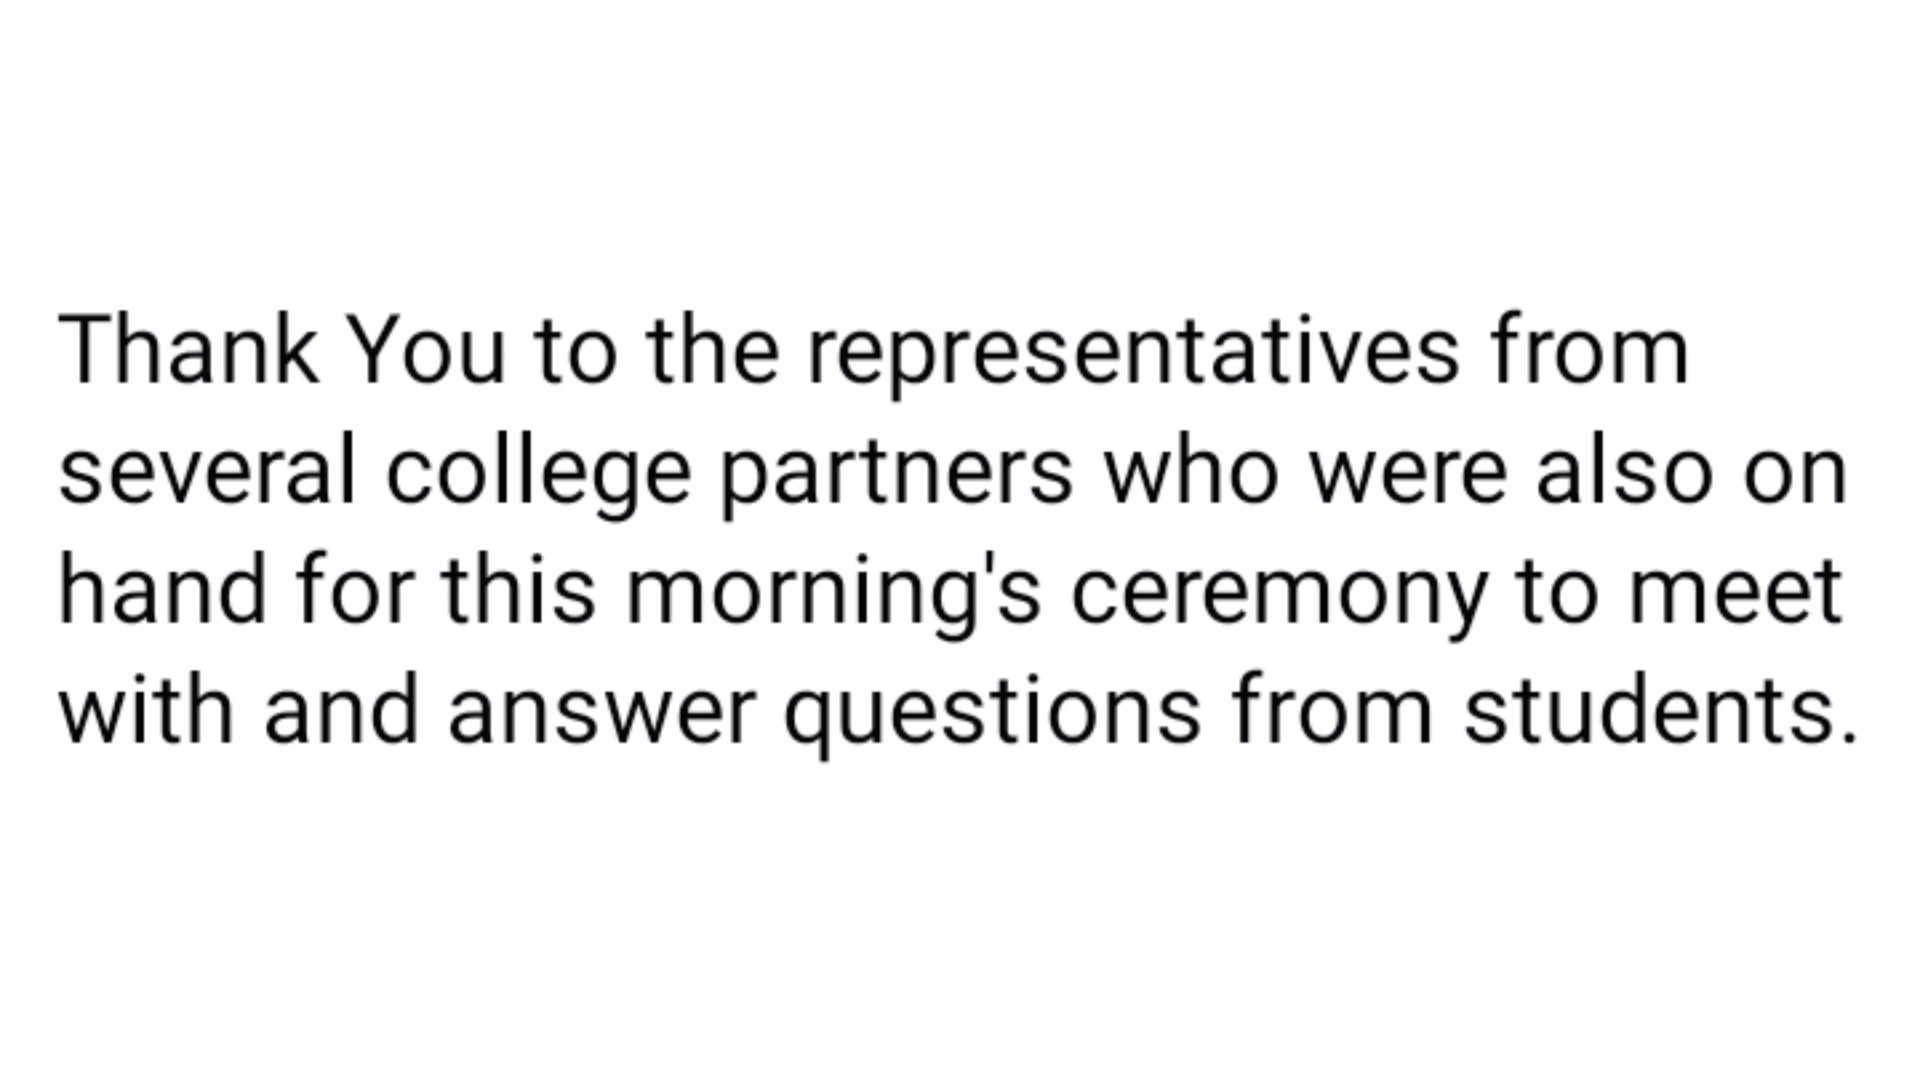 Thank You to the representatives from
several college partners who were also on
hand for this morning's ceremony to meet
with and answer questions from students.